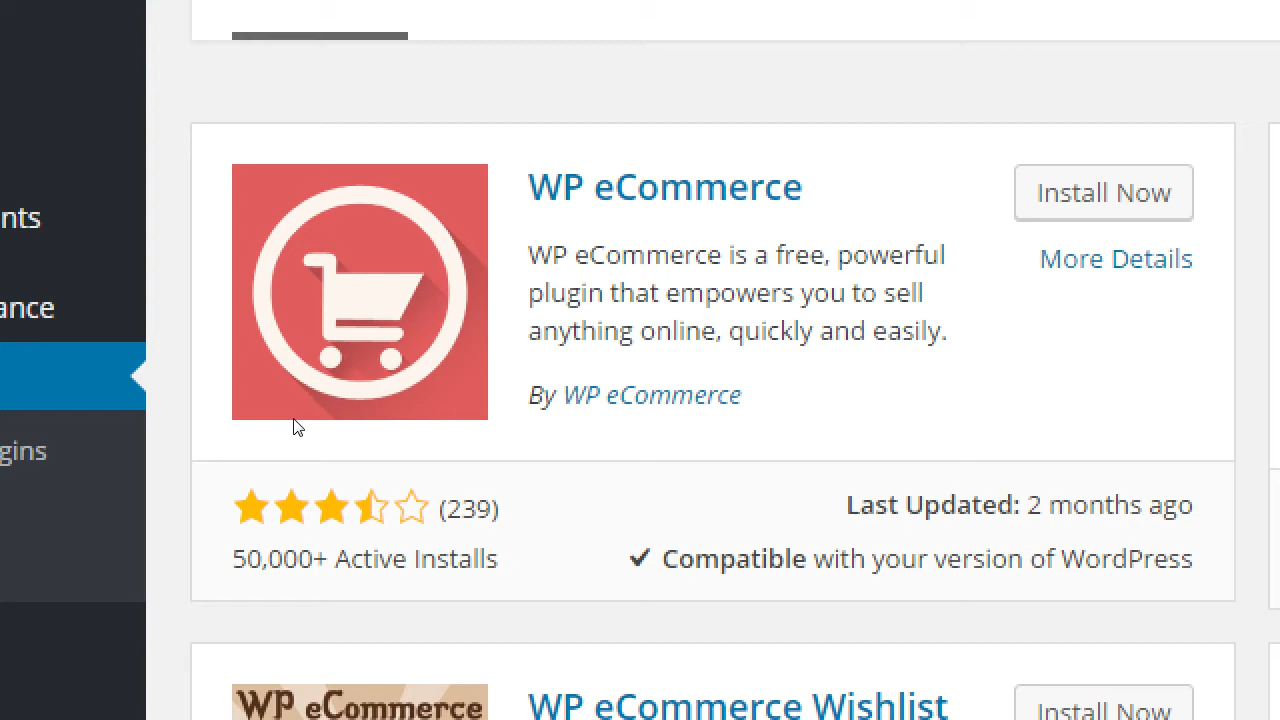 nts
ance
gins
WP eCommerce
Install Now
WP eCommerce is a free, powerful
plugin that empowers you to sell
anything online, quickly and easily.
More Details
By WP eCommerce
(239)
Last Updated: 2 months ago
50,000+ Active Installs
Compatible with your version of WordPress
WP eCommerce
WP eCommerce Wishlist
Install Now